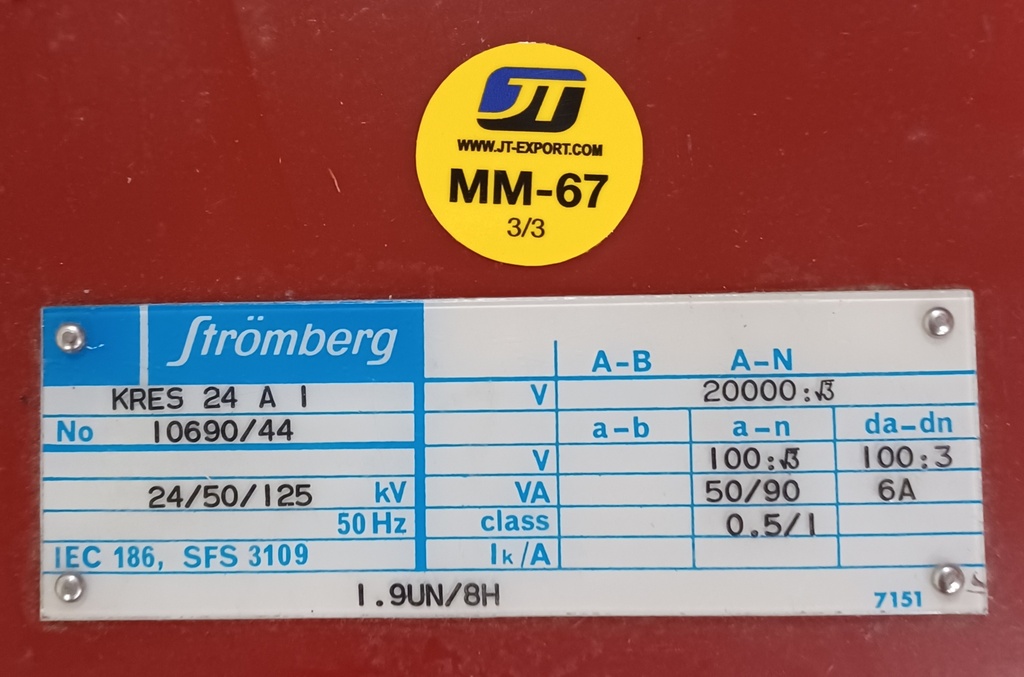 JT
WWW.JT-EXPORT.COM
MM-67
3/3
Strömberg
A-B A-N
KRES 24 A 1 V 20000:√3
No 10690/44 a-b a-n da-dn
V 100:√3 100:3
24/50/125 kV VA 50/90 6A
50 Hz class 0.5/1
IEC 186, SFS 3109 Ik/A
1.9UN/8H 7151